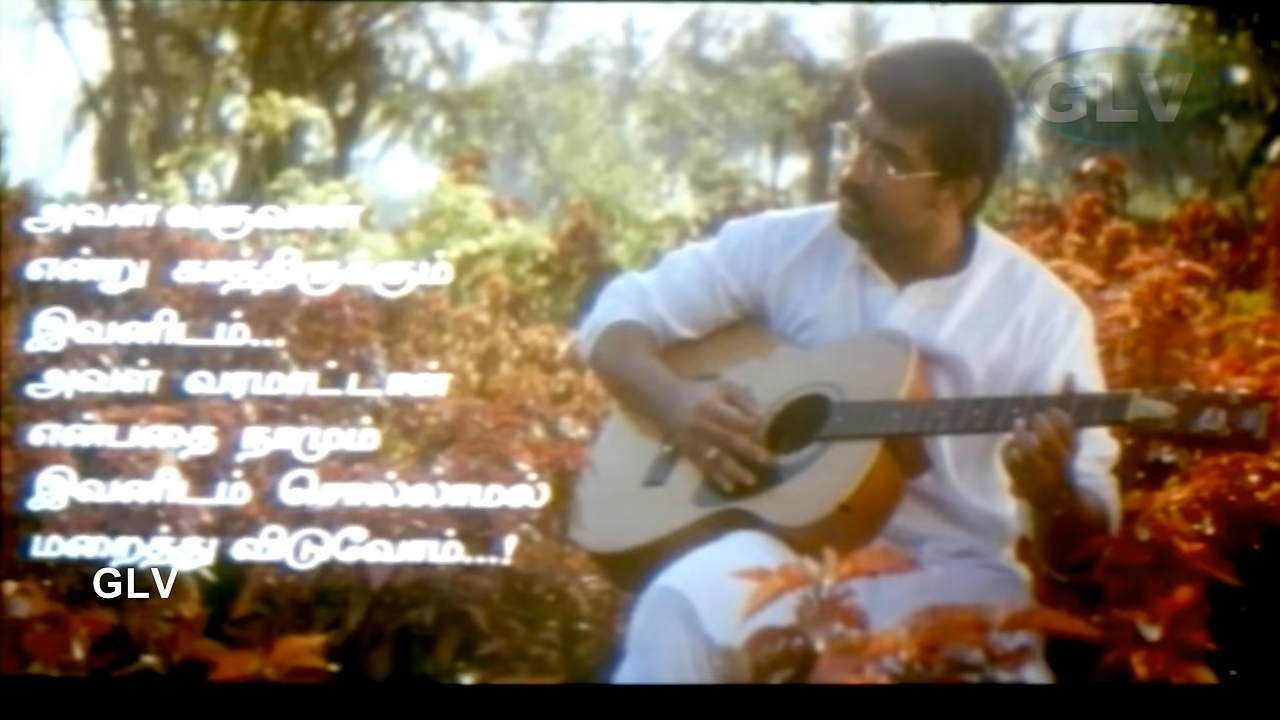 GLV
அவள் வருவாள்
என்று காத்திருக்கும்
இவனிடம்...
அவள் வரமாட்டாள்
என்பதை நாமும்
இவனிடம் சொல்லாமல்
மறைத்து விடுவோம்...!
GLV